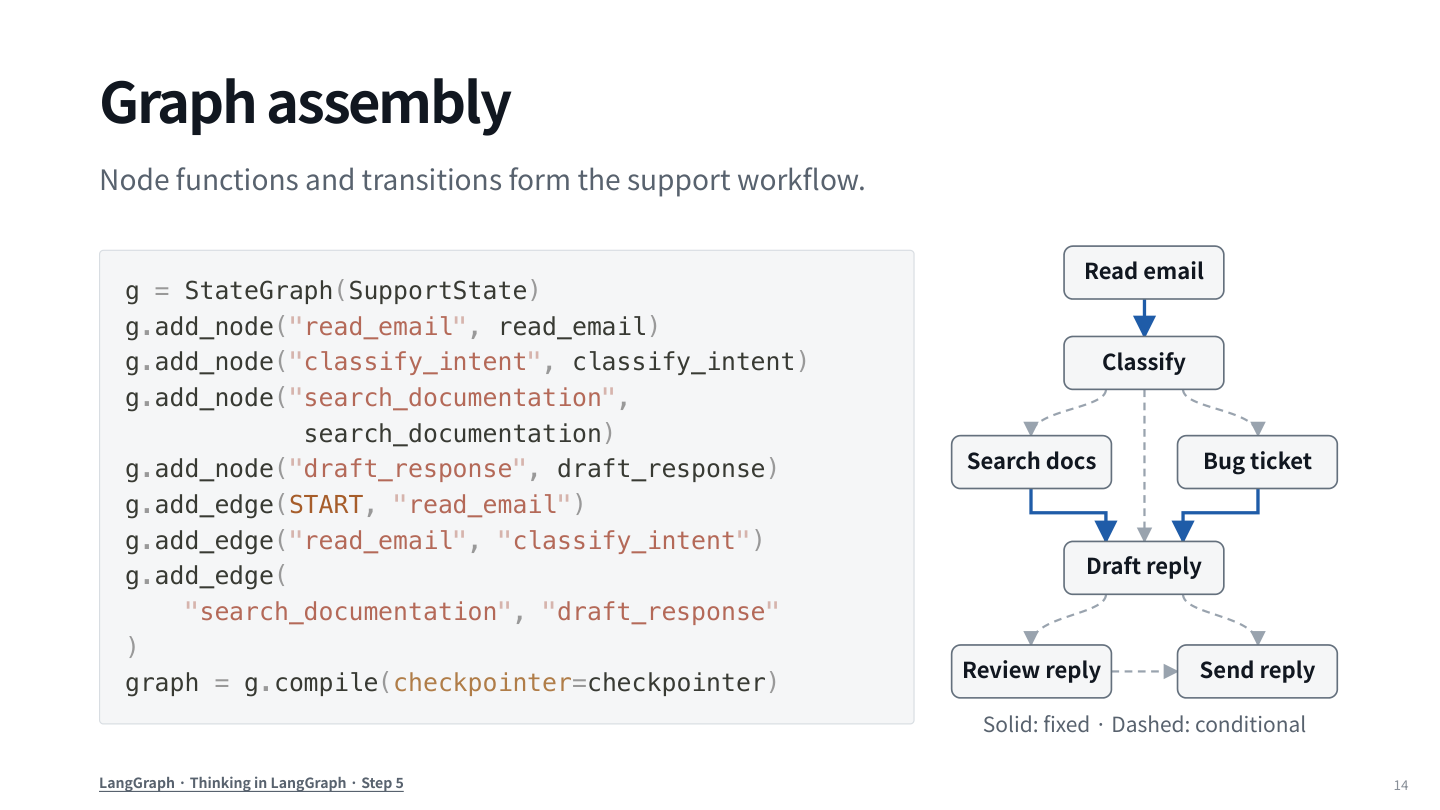 Graph assembly
Node functions and transitions form the support workflow.
g = StateGraph(SupportState)
g.add_node("read_email", read_email)
g.add_node("classify_intent", classify_intent)
g.add_node("search_documentation",
            search_documentation)
g.add_node("draft_response", draft_response)
g.add_edge(START, "read_email")
g.add_edge("read_email", "classify_intent")
g.add_edge(
    "search_documentation", "draft_response"
)
graph = g.compile(checkpointer=checkpointer)
Read email
Classify
Search docs
Bug ticket
Draft reply
Review reply
Send reply
Solid: fixed · Dashed: conditional
LangGraph · Thinking in LangGraph · Step 5
14